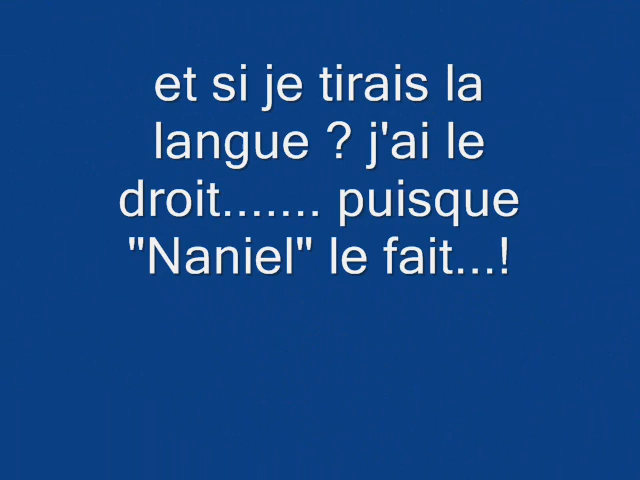 et si je tirais la
langue ? j'ai le
droit....... puisque
"Naniel" le fait...!